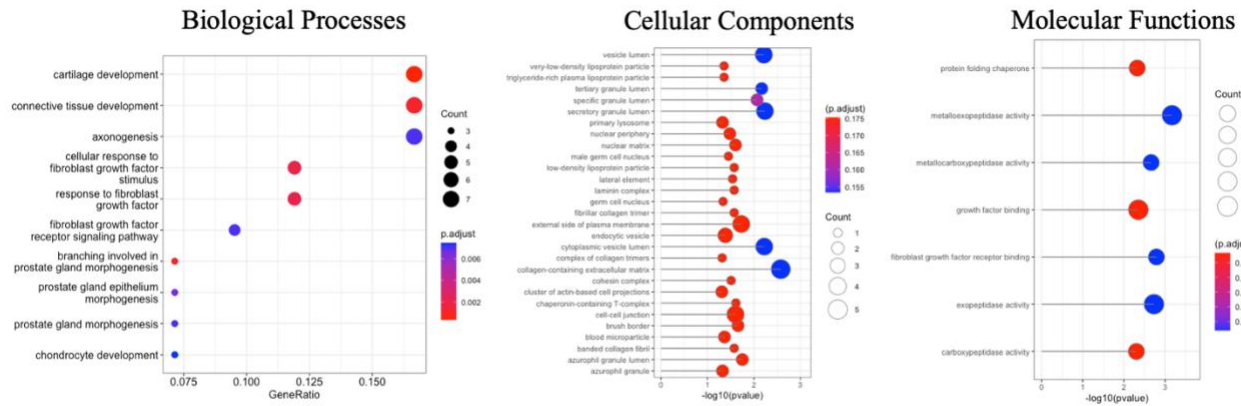 Biological Processes
cartilage development
connective tissue development
axonogenesis
cellular response to
fibroblast growth factor
stimulus
response to fibroblast
growth factor
fibroblast growth factor
receptor signaling pathway
branching involved in
prostate gland morphogenesis
prostate gland epithelium
morphogenesis
prostate gland morphogenesis
chondrocyte development
0.075 0.100 0.125 0.150
GeneRatio
Count
3
4
5
6
7
p.adjust
0.006
0.004
0.002
Cellular Components
vesicle lumen
very-low-density lipoprotein particle
triglyceride-rich plasma lipoprotein particle
tertiary granule lumen
specific granule lumen
secretory granule lumen
primary lysosome
nuclear periphery
nuclear matrix
male germ cell nucleus
low-density lipoprotein particle
lateral element
laminin complex
germ cell nucleus
fibrillar collagen trimer
external side of plasma membrane
endocytic vesicle
cytoplasmic vesicle lumen
complex of collagen trimers
collagen-containing extracellular matrix
cohesin complex
cluster of actin-based cell projections
chaperonin-containing T-complex
cell-cell junction
brush border
blood microparticle
banded collagen fibril
azurophil granule lumen
azurophil granule
0 1 2 3
-log10(pvalue)
(p.adjust)
0.175
0.170
0.165
0.160
0.155
Count
1
2
3
4
5
Molecular Functions
protein folding chaperone
metalloexopeptidase activity
metallocarboxypeptidase activity
growth factor binding
fibroblast growth factor receptor binding
exopeptidase activity
carboxypeptidase activity
0 1 2 3
-log10(pvalue)
Count
(p.a
0.
0.
0.
0.